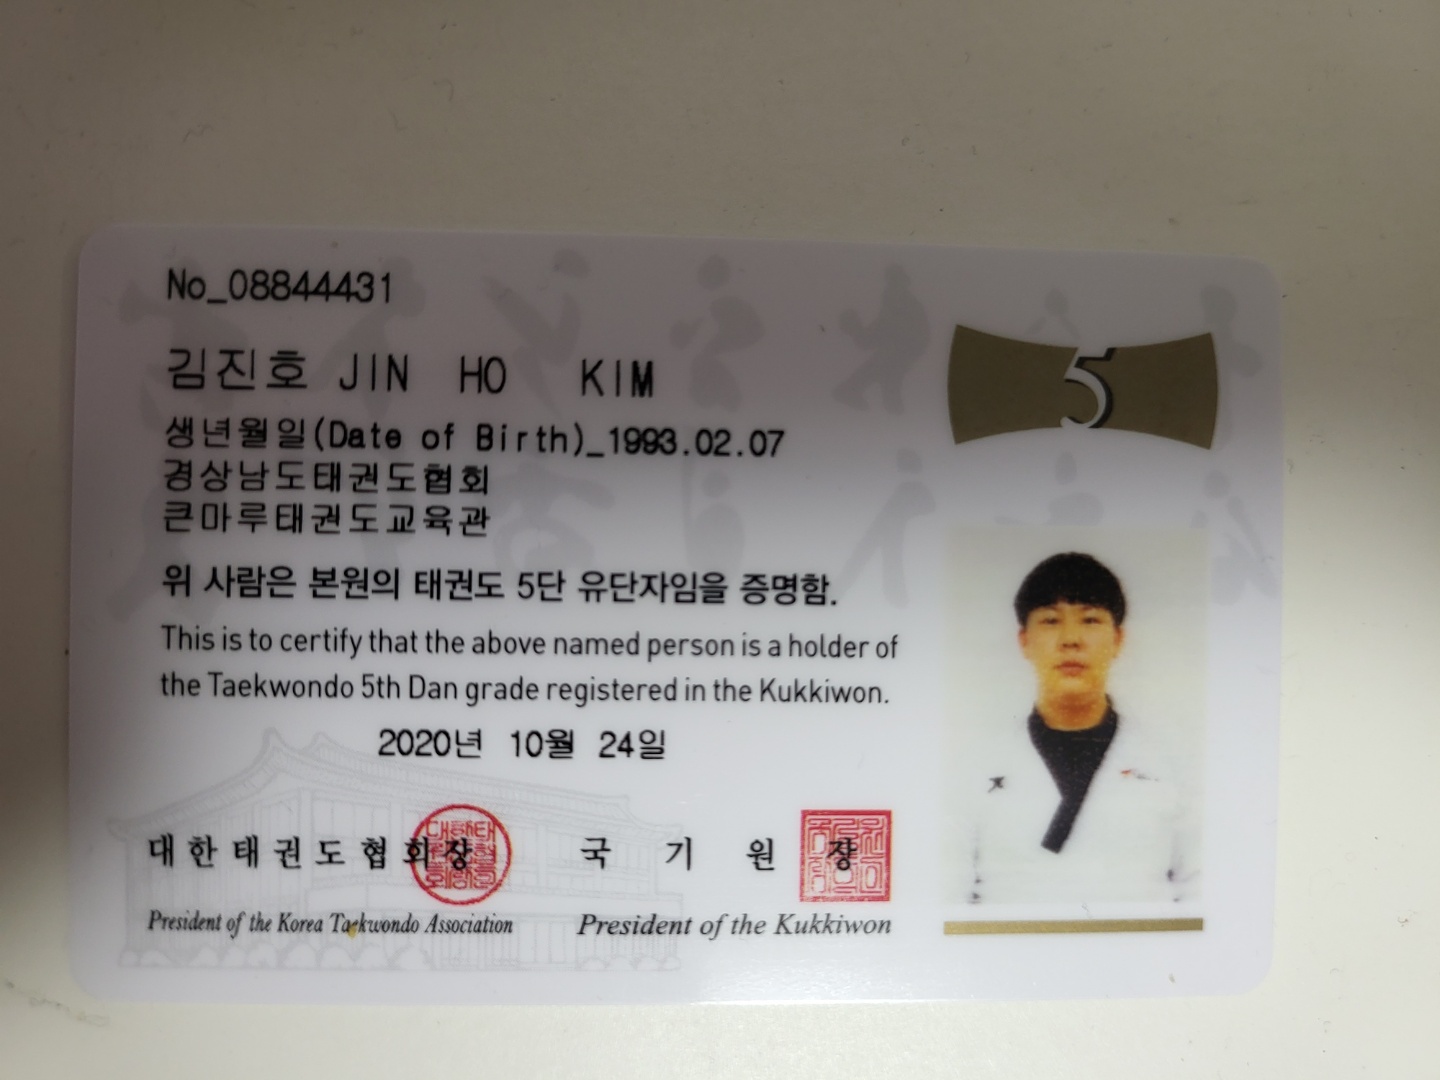 No_08844431
5
김진호 JIN HO KIM
생년월일(Date of Birth)_1993.02.07
경상남도태권도협회
큰마루태권도교육관
위 사람은 본원의 태권도 5단 유단자임을 증명함.
This is to certify that the above named person is a holder of
the Taekwondo 5th Dan grade registered in the Kukkiwon.
2020년 10월 24일
대한태권도협회장 국기원장
President of the Korea Taekwondo Association President of the Kukkiwon